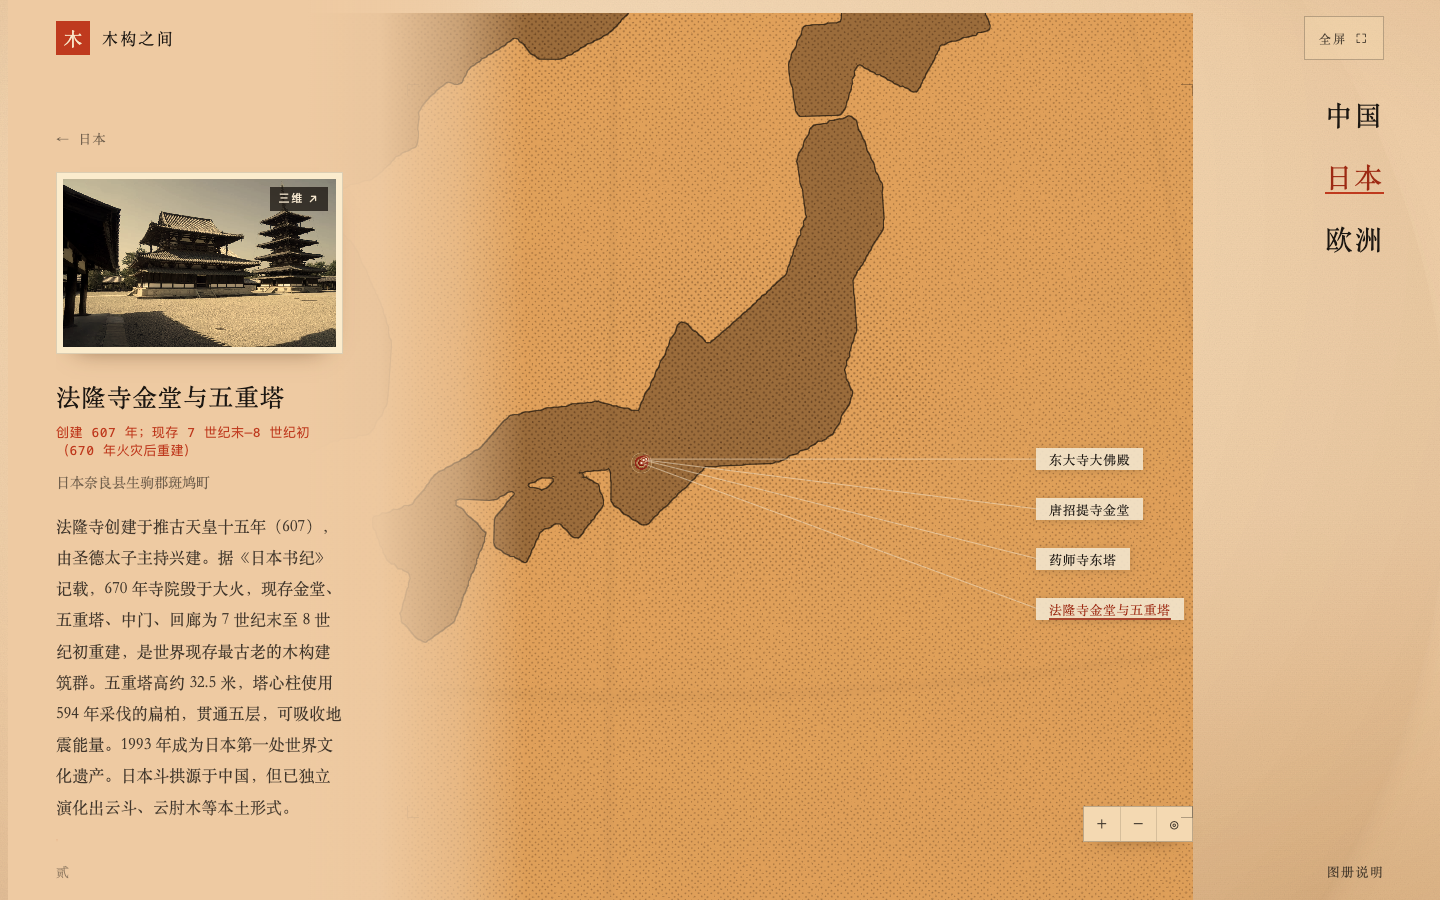 木 木构之间
全屏
← 日本
三维 ↗
法隆寺金堂与五重塔
创建 607 年；现存 7 世纪末—8 世纪初
（670 年火灾后重建）
日本奈良县生驹郡斑鸠町
法隆寺创建于推古天皇十五年（607），
由圣德太子主持兴建。据《日本书纪》
记载，670 年寺院毁于大火，现存金堂、
五重塔、中门、回廊为 7 世纪末至 8 世
纪初重建，是世界现存最古老的木构建
筑群。五重塔高约 32.5 米，塔心柱使用
594 年采伐的扁柏，贯通五层，可吸收地
震能量。1993 年成为日本第一处世界文
化遗产。日本斗拱源于中国，但已独立
演化出云斗、云肘木等本土形式。
贰
东大寺大佛殿
唐招提寺金堂
药师寺东塔
法隆寺金堂与五重塔
+ − ◎
中国
日本
欧洲
图册说明